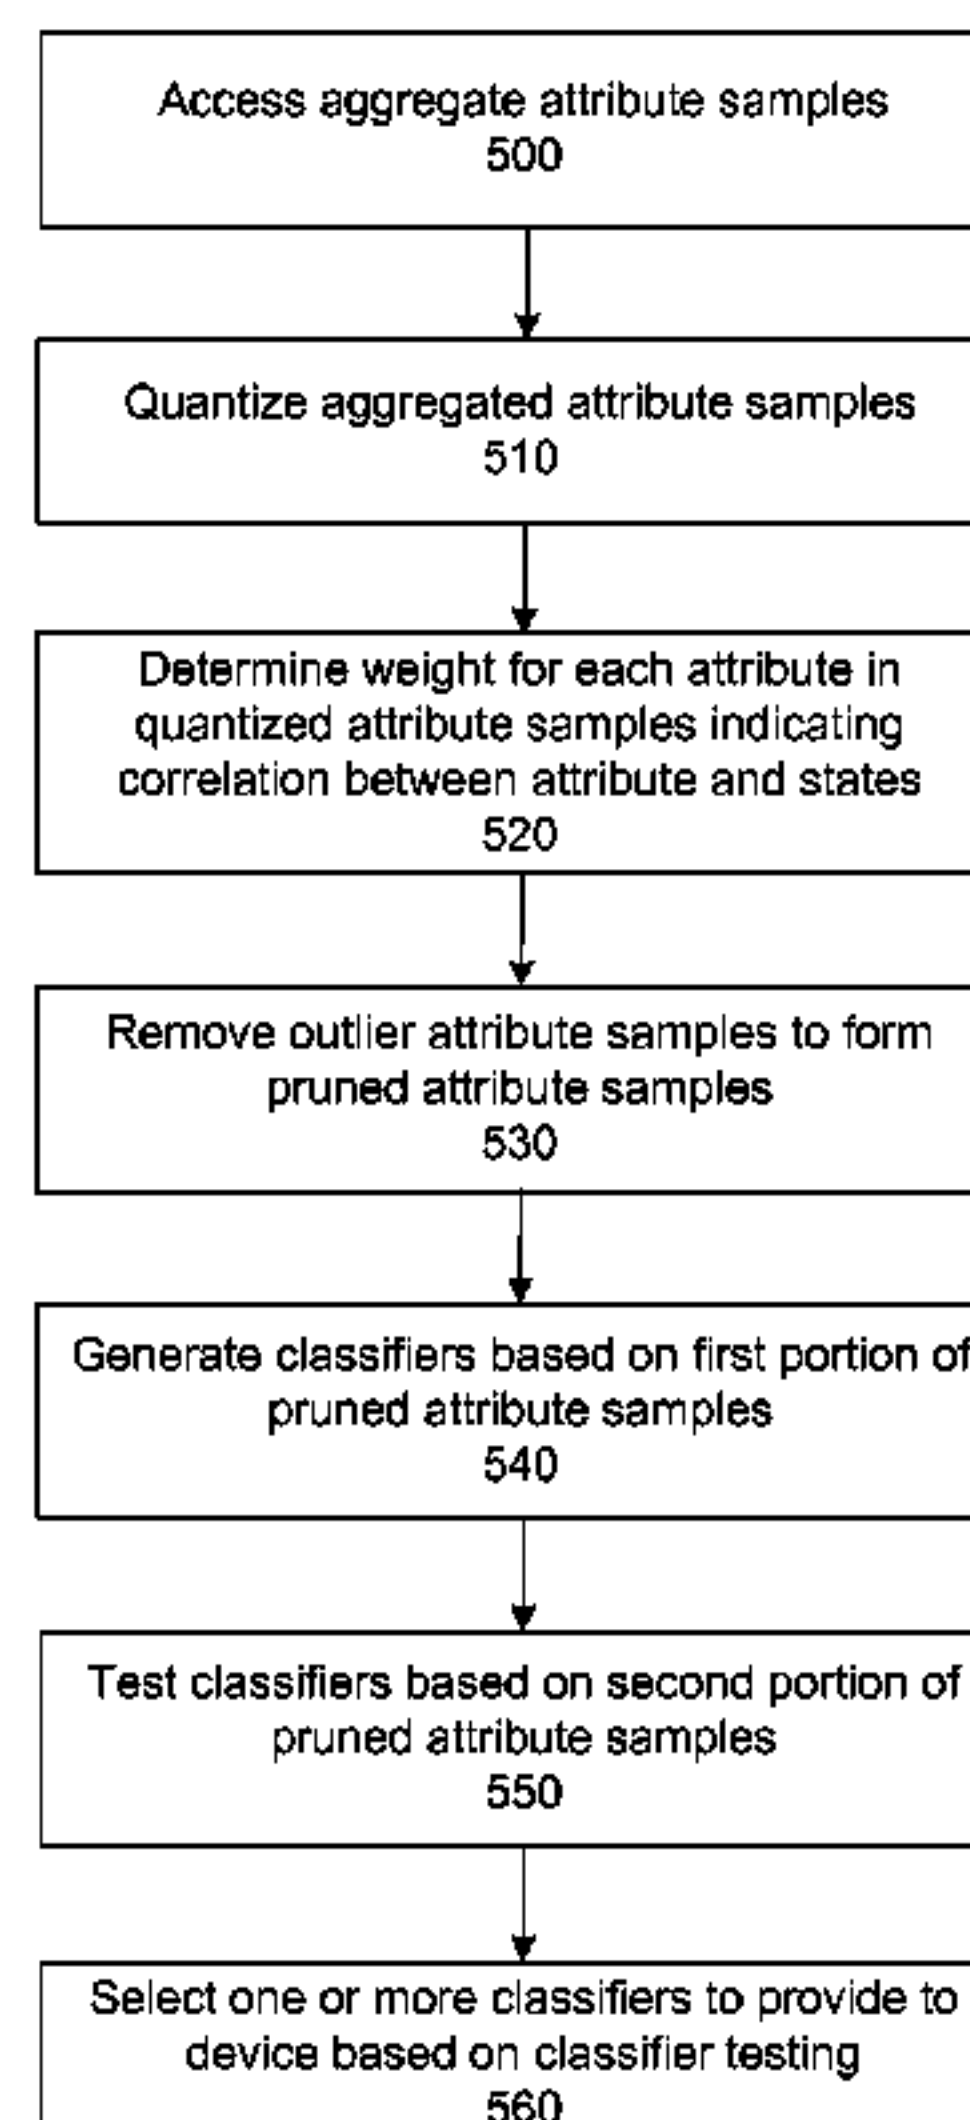 Access aggregate attribute samples
500
Quantize aggregated attribute samples
510
Determine weight for each attribute in
quantized attribute samples indicating
correlation between attribute and states
520
Remove outlier attribute samples to form
pruned attribute samples
530
Generate classifiers based on first portion of
pruned attribute samples
540
Test classifiers based on second portion of
pruned attribute samples
550
Select one or more classifiers to provide to
device based on classifier testing
560